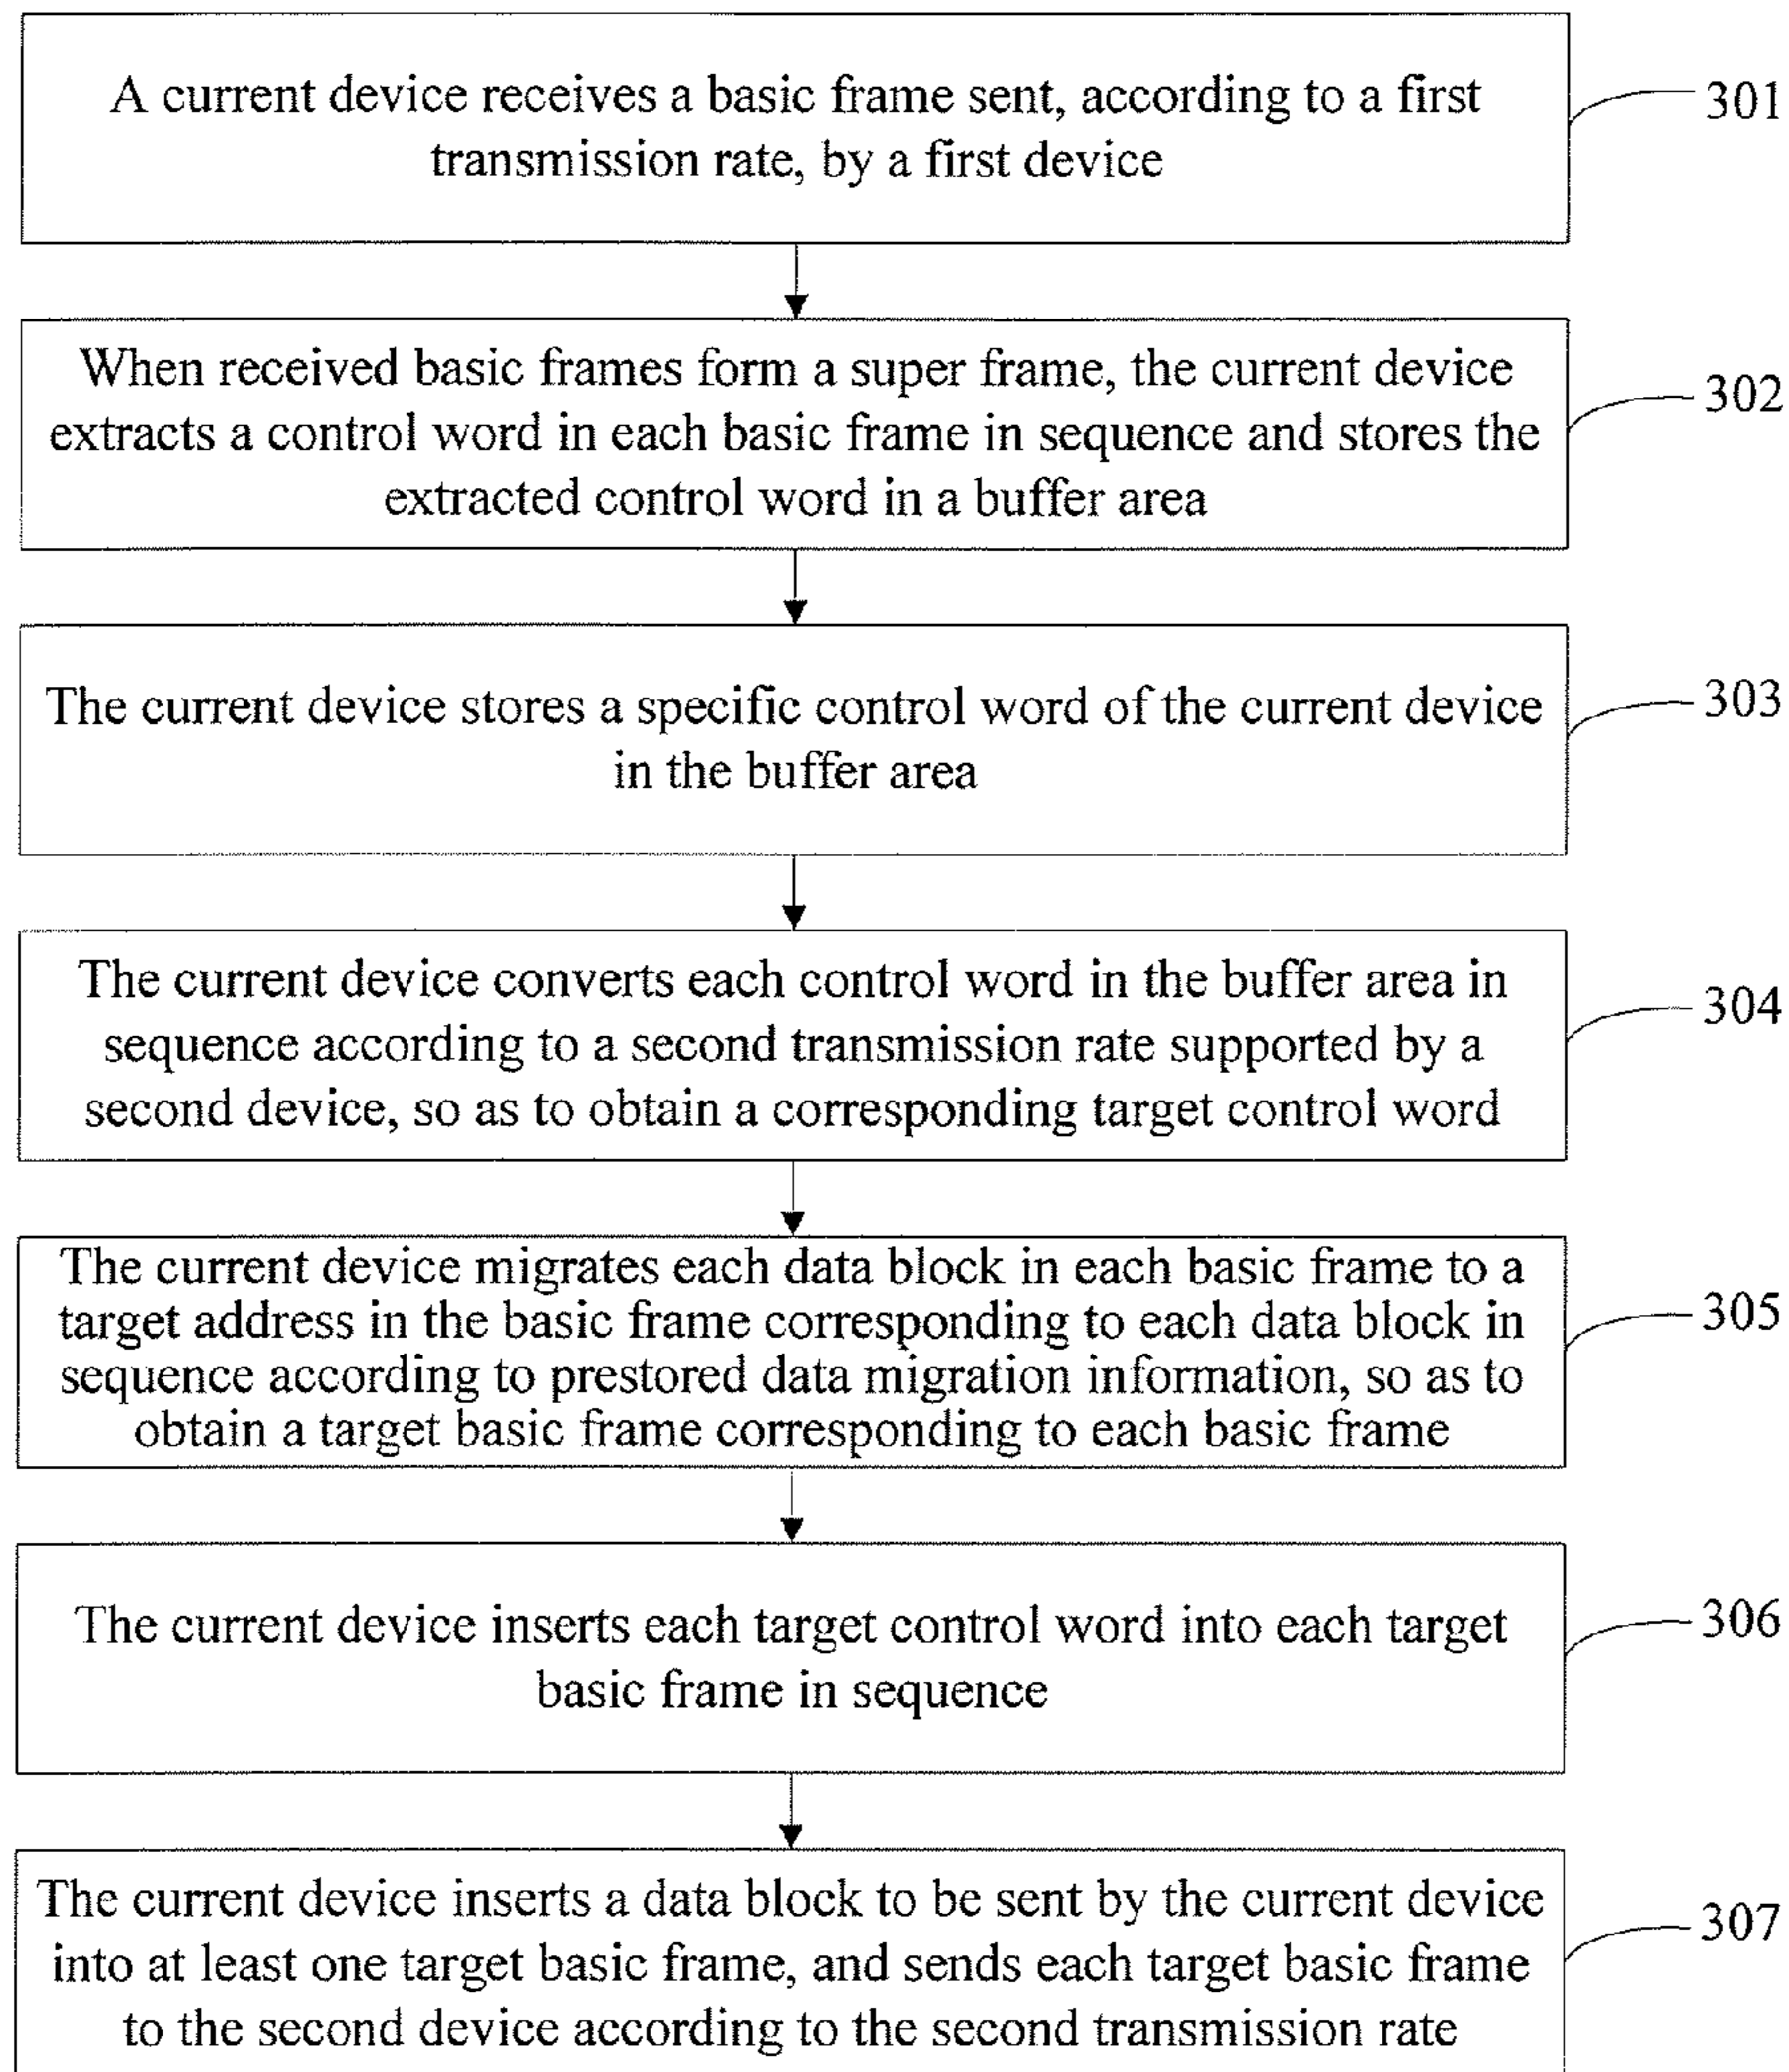 A current device receives a basic frame sent, according to a first
transmission rate, by a first device
301
When received basic frames form a super frame, the current device
extracts a control word in each basic frame in sequence and stores the
extracted control word in a buffer area
302
The current device stores a specific control word of the current device
in the buffer area
303
The current device converts each control word in the buffer area in
sequence according to a second transmission rate supported by a
second device, so as to obtain a corresponding target control word
304
The current device migrates each data block in each basic frame to a
target address in the basic frame corresponding to each data block in
sequence according to prestored data migration information, so as to
obtain a target basic frame corresponding to each basic frame
305
The current device inserts each target control word into each target
basic frame in sequence
306
The current device inserts a data block to be sent by the current device
into at least one target basic frame, and sends each target basic frame
to the second device according to the second transmission rate
307